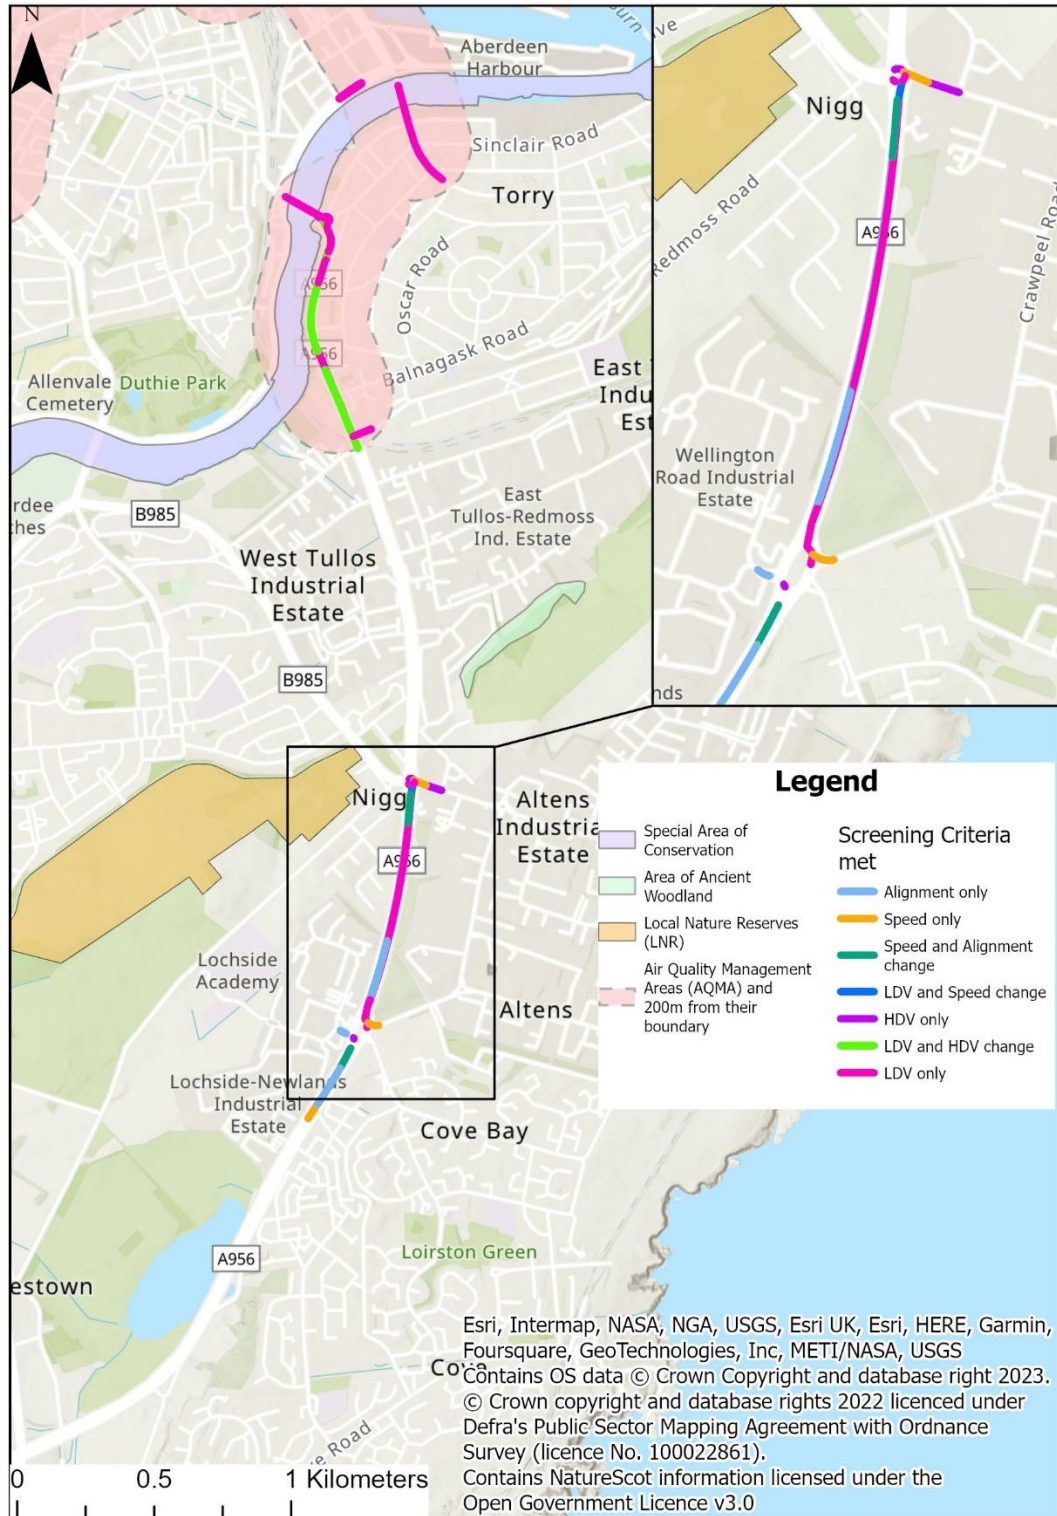 N
Aberdeen
Harbour
Sinclair Road
Torry
A956
Oscar Road
A956
Balnagask Road
Allenvale
Cemetery
Duthie Park
B985
East
Tullos-Redmoss
Ind. Estate
West Tullos
Industrial
Estate
B985
Nigg
Redmoss Road
A956
Crawpeel Road
Wellington
Road Industrial
Estate
Nigg
Altens
Industria
Estate
A956
Lochside
Academy
Altens
Lochside-Newlands
Industrial
Estate
Cove Bay
Loirston Green
A956
estown
Cove
Legend
Special Area of
Conservation
Area of Ancient
Woodland
Local Nature Reserves
(LNR)
Air Quality Management
Areas (AQMA) and
200m from their
boundary
Screening Criteria
met
Alignment only
Speed only
Speed and Alignment
change
LDV and Speed change
HDV only
LDV and HDV change
LDV only
Esri, Intermap, NASA, NGA, USGS, Esri UK, Esri, HERE, Garmin,
Foursquare, GeoTechnologies, Inc, METI/NASA, USGS
Contains OS data © Crown Copyright and database right 2023.
© Crown copyright and database rights 2022 licenced under
Defra's Public Sector Mapping Agreement with Ordnance
Survey (licence No. 100022861).
Contains NatureScot information licensed under the
Open Government Licence v3.0
0 0.5 1 Kilometers